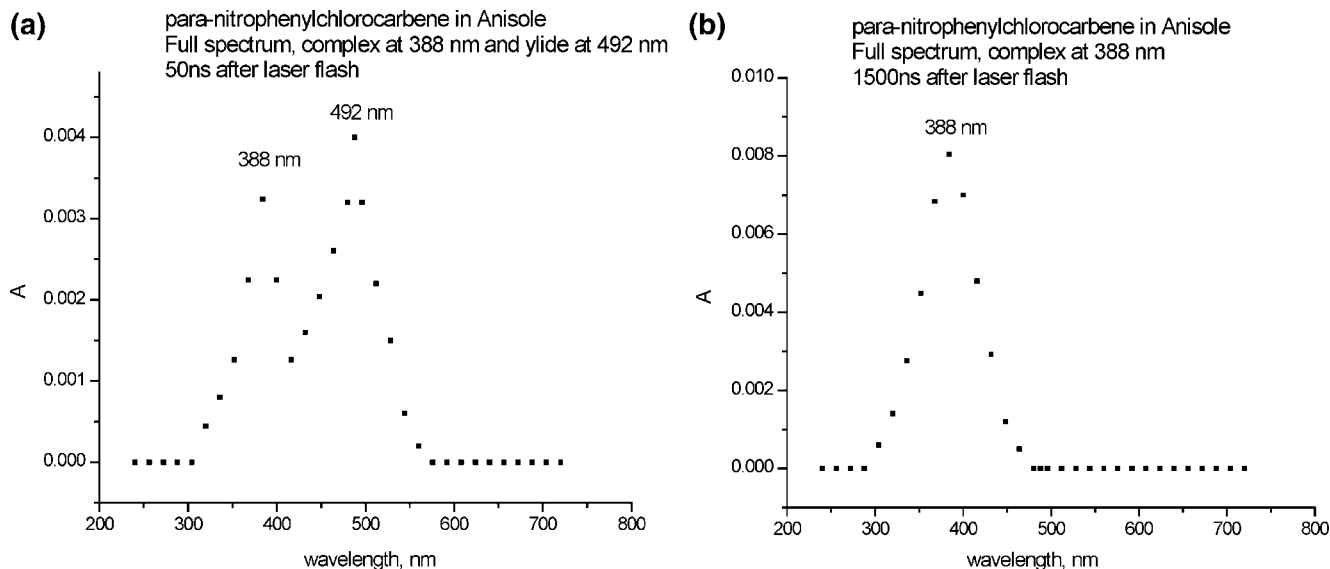 (a)
para-nitrophenylchlorocarbene in Anisole
Full spectrum, complex at 388 nm and ylide at 492 nm
50ns after laser flash
492 nm
388 nm
0.004
0.003
0.002
0.001
0.000
A
200 300 400 500 600 700 800
wavelength, nm
(b)
para-nitrophenylchlorocarbene in Anisole
Full spectrum, complex at 388 nm
1500ns after laser flash
388 nm
0.010
0.008
0.006
0.004
0.002
0.000
A
200 300 400 500 600 700 800
wavelength, nm